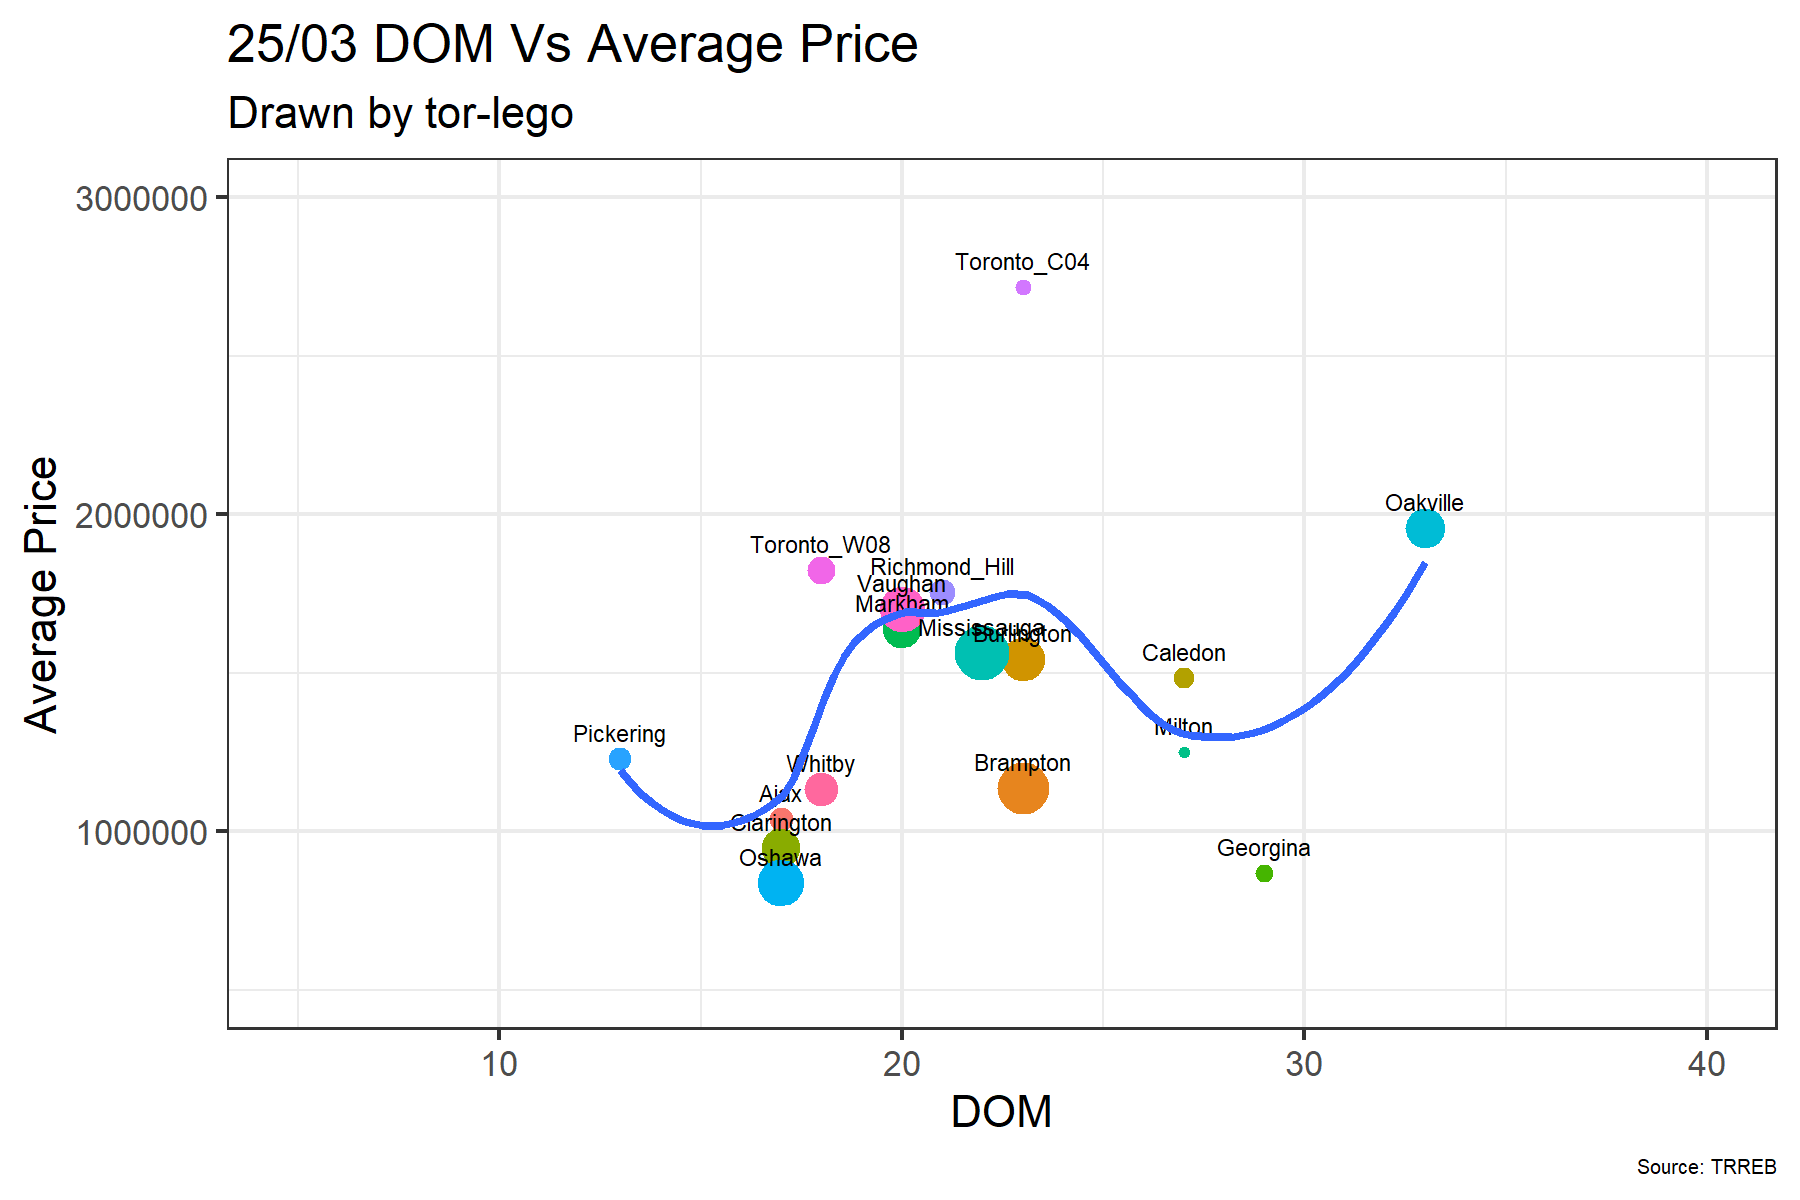 25/03 DOM Vs Average Price
Drawn by tor-lego
Average Price
3000000
2000000
1000000
Toronto_C04
Oakville
Toronto_W08
Richmond_Hill
Vaughan
Markham
Mississauga
Burlington
Caledon
Milton
Pickering
Whitby
Brampton
Ajax
Clarington
Georgina
Oshawa
10
20
30
40
DOM
Source: TRREB